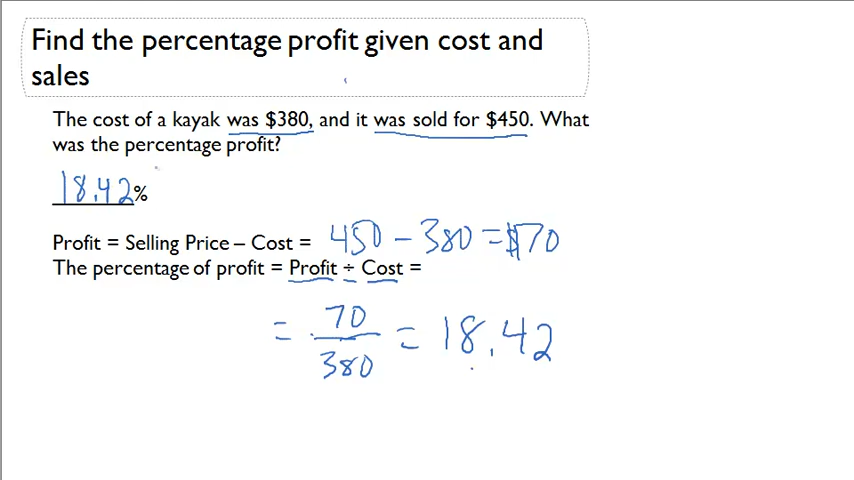 Find the percentage profit given cost and
sales
The cost of a kayak was $380, and it was sold for $450. What
was the percentage profit?
18.42%
Profit = Selling Price – Cost = 450 - 380 = $70
The percentage of profit = Profit ÷ Cost =
= 70/380 = 18.42